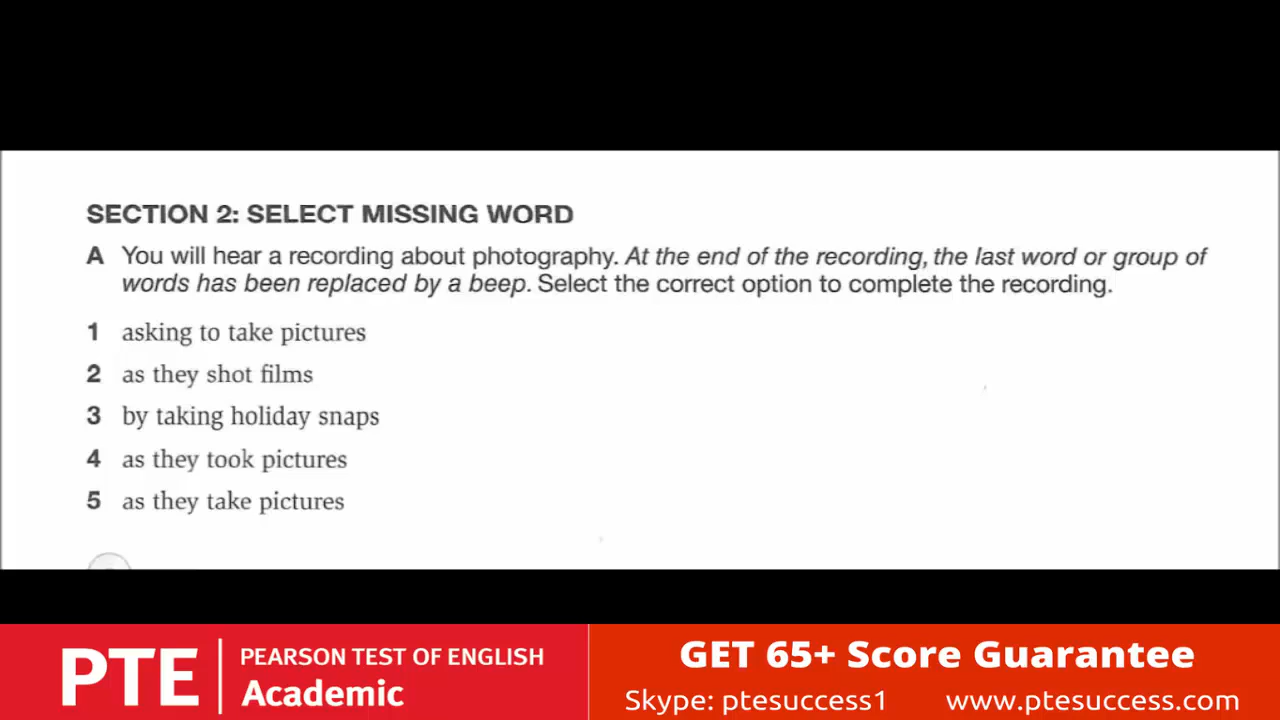 SECTION 2: SELECT MISSING WORD
A You will hear a recording about photography. At the end of the recording, the last word or group of
words has been replaced by a beep. Select the correct option to complete the recording.
1 asking to take pictures
2 as they shot films
3 by taking holiday snaps
4 as they took pictures
5 as they take pictures
PTE
PEARSON TEST OF ENGLISH
Academic
GET 65+ Score Guarantee
Skype: ptesuccess1 www.ptesuccess.com